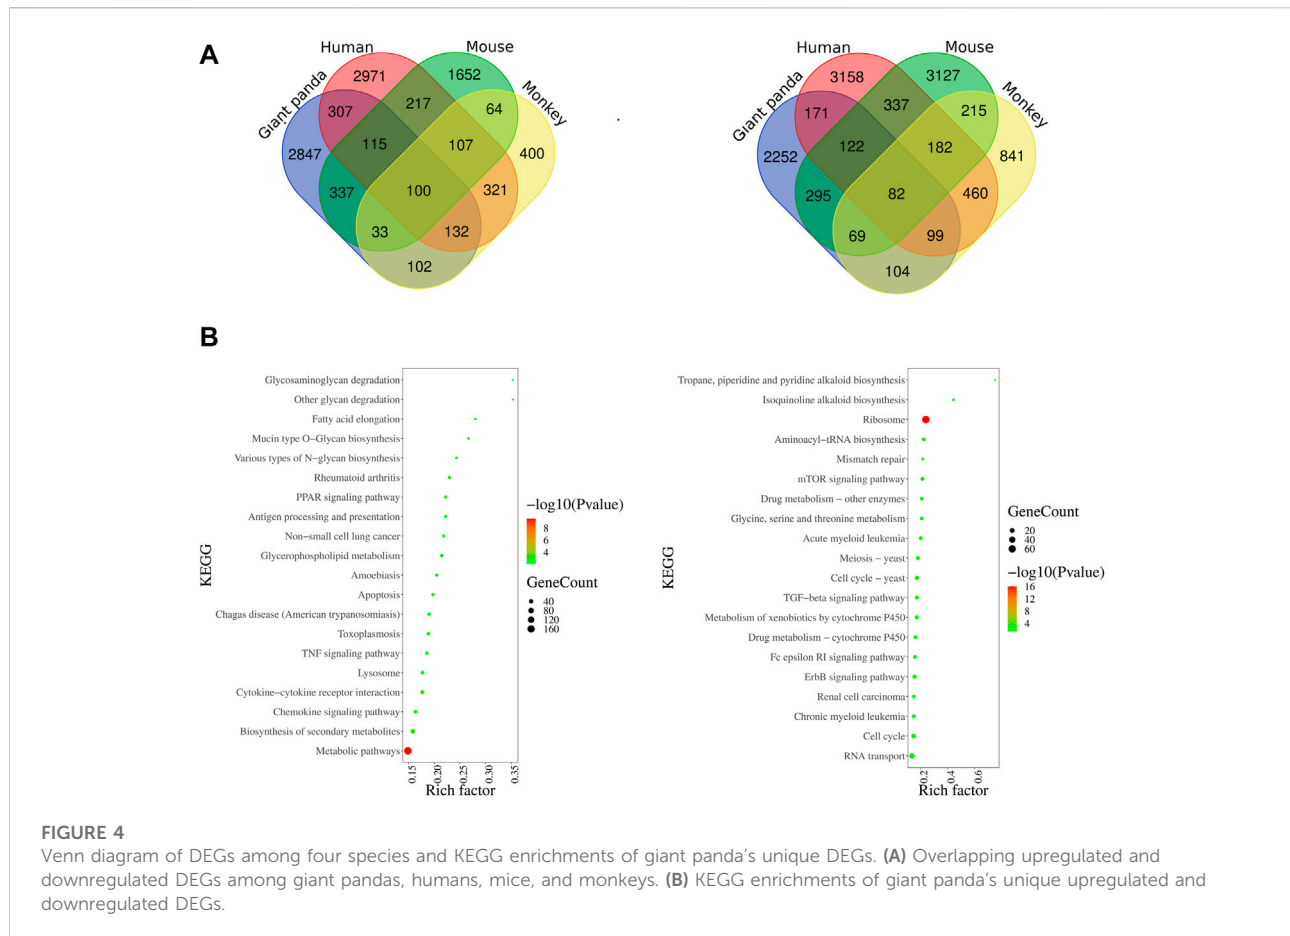 A
Human
Mouse
Giant panda
Monkey
2971
1652
307
217
64
2847
115
107
400
337
100
321
33
132
102
Human
Mouse
Giant panda
Monkey
3158
3127
171
337
215
2252
122
182
841
295
82
460
69
99
104
B
KEGG
Glycosaminoglycan degradation
Other glycan degradation
Fatty acid elongation
Mucin type O−Glycan biosynthesis
Various types of N−glycan biosynthesis
Rheumatoid arthritis
PPAR signaling pathway
Antigen processing and presentation
Non−small cell lung cancer
Glycerophospholipid metabolism
Amoebiasis
Apoptosis
Chagas disease (American trypanosomiasis)
Toxoplasmosis
TNF signaling pathway
Lysosome
Cytokine−cytokine receptor interaction
Chemokine signaling pathway
Biosynthesis of secondary metabolites
Metabolic pathways
0.15
0.20
0.25
0.30
0.35
Rich factor
−log10(Pvalue)
8
6
4
GeneCount
40
80
120
160
KEGG
Tropane, piperidine and pyridine alkaloid biosynthesis
Isoquinoline alkaloid biosynthesis
Ribosome
Aminoacyl−tRNA biosynthesis
Mismatch repair
mTOR signaling pathway
Drug metabolism − other enzymes
Glycine, serine and threonine metabolism
Acute myeloid leukemia
Meiosis − yeast
Cell cycle − yeast
TGF−beta signaling pathway
Metabolism of xenobiotics by cytochrome P450
Drug metabolism − cytochrome P450
Fc epsilon RI signaling pathway
ErbB signaling pathway
Renal cell carcinoma
Chronic myeloid leukemia
Cell cycle
RNA transport
0.2
0.4
0.6
Rich factor
GeneCount
20
40
60
−log10(Pvalue)
16
12
8
4
FIGURE 4
Venn diagram of DEGs among four species and KEGG enrichments of giant panda's unique DEGs. (A) Overlapping upregulated and
downregulated DEGs among giant pandas, humans, mice, and monkeys. (B) KEGG enrichments of giant panda's unique upregulated and
downregulated DEGs.